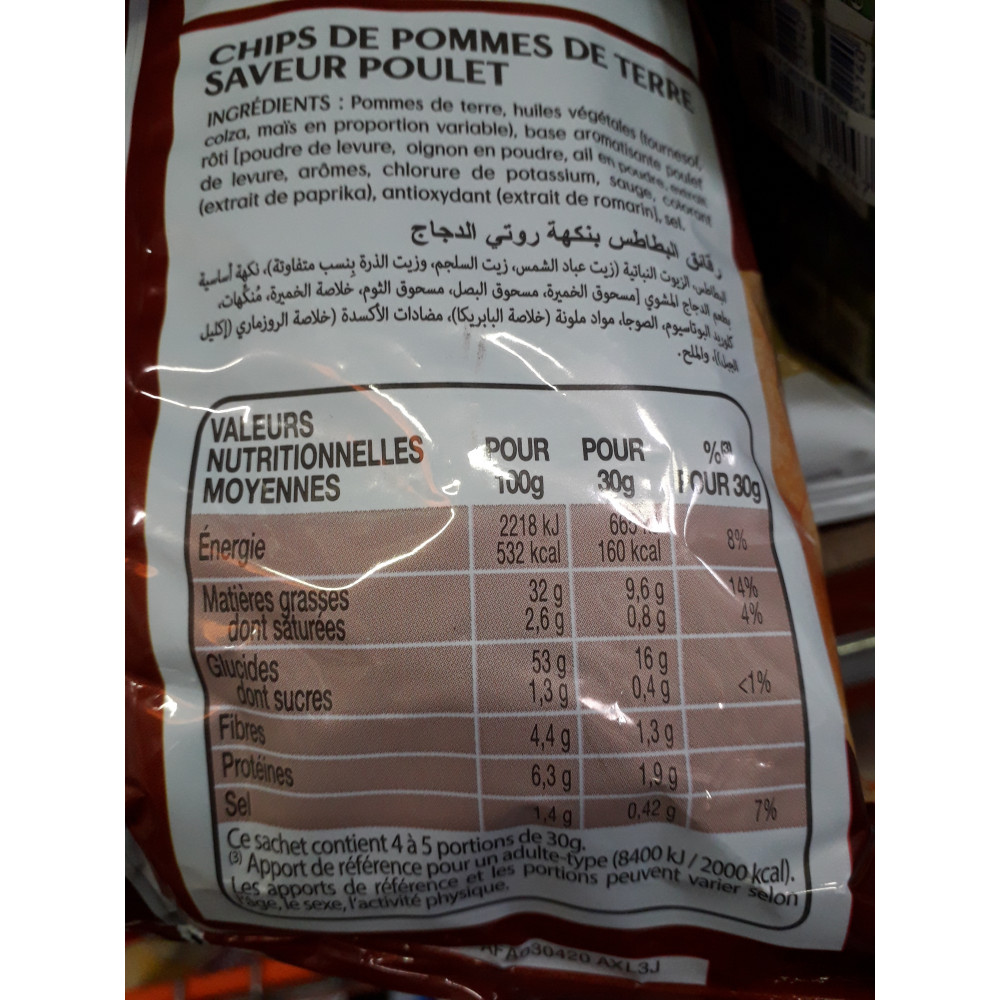 CHIPS DE POMMES DE TERRE
SAVEUR POULET
INGRÉDIENTS : Pommes de terre, huiles végétales (tournesol,
colza, maïs en proportion variable), base aromatisante poulet
rôti [poudre de levure, oignon en poudre, ail en poudre, extrait
de levure, arômes, chlorure de potassium, sauge, colorant
(extrait de paprika), antioxydant (extrait de romarin), sel.
رقائق البطاطس بنكهة روتي الدجاج
البطاطس، الزيوت النباتية (زيت عباد الشمس، زيت السلجم، وزيت الذرة بنسب متفاوتة)، نكهة أساسية
بطعم الدجاج المشوي [مسحوق الخميرة، مسحوق البصل، مسحوق الثوم، خلاصة الخميرة، مُنكّهات،
كلوريد البوتاسيوم، الصوجا، مواد ملونة (خلاصة البابريكا)، مضادات الأكسدة (خلاصة الروزماري (إكليل
الجبل))، والملح.
VALEURS
NUTRITIONNELLES
MOYENNES
POUR 100g
POUR 30g
%(3) POUR 30g
Énergie 2218 kJ 532 kcal 160 kcal 8%
Matières grasses 32 g 9,6 g 14%
dont saturées 2,6 g 0,8 g 4%
Glucides 53 g 16 g
dont sucres 1,3 g 0,4 g <1%
Fibres 4,4 g 1,3 g
Protéines 6,3 g 1,9 g
Sel 1,4 g 0,42 g 7%
Ce sachet contient 4 à 5 portions de 30g.
(3) Apport de référence pour un adulte-type (8400 kJ / 2000 kcal).
Les apports de référence et les portions peuvent varier selon
l'âge, le sexe, l'activité physique.
AXL3J